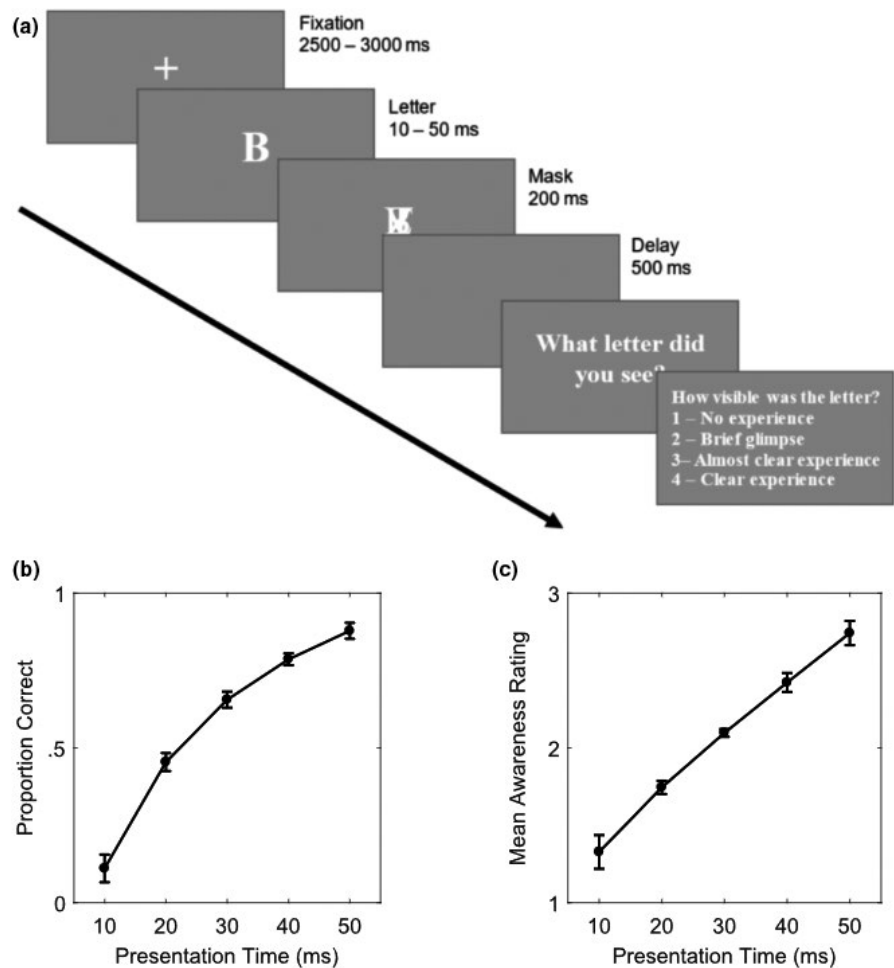 (a)
Fixation
2500 – 3000 ms
+
Letter
10 – 50 ms
B
Mask
200 ms
Delay
500 ms
What letter did
you see?
How visible was the letter?
1 – No experience
2 – Brief glimpse
3– Almost clear experience
4 – Clear experience
(b)
1
.5
0
Proportion Correct
10 20 30 40 50
Presentation Time (ms)
(c)
3
2
1
Mean Awareness Rating
10 20 30 40 50
Presentation Time (ms)